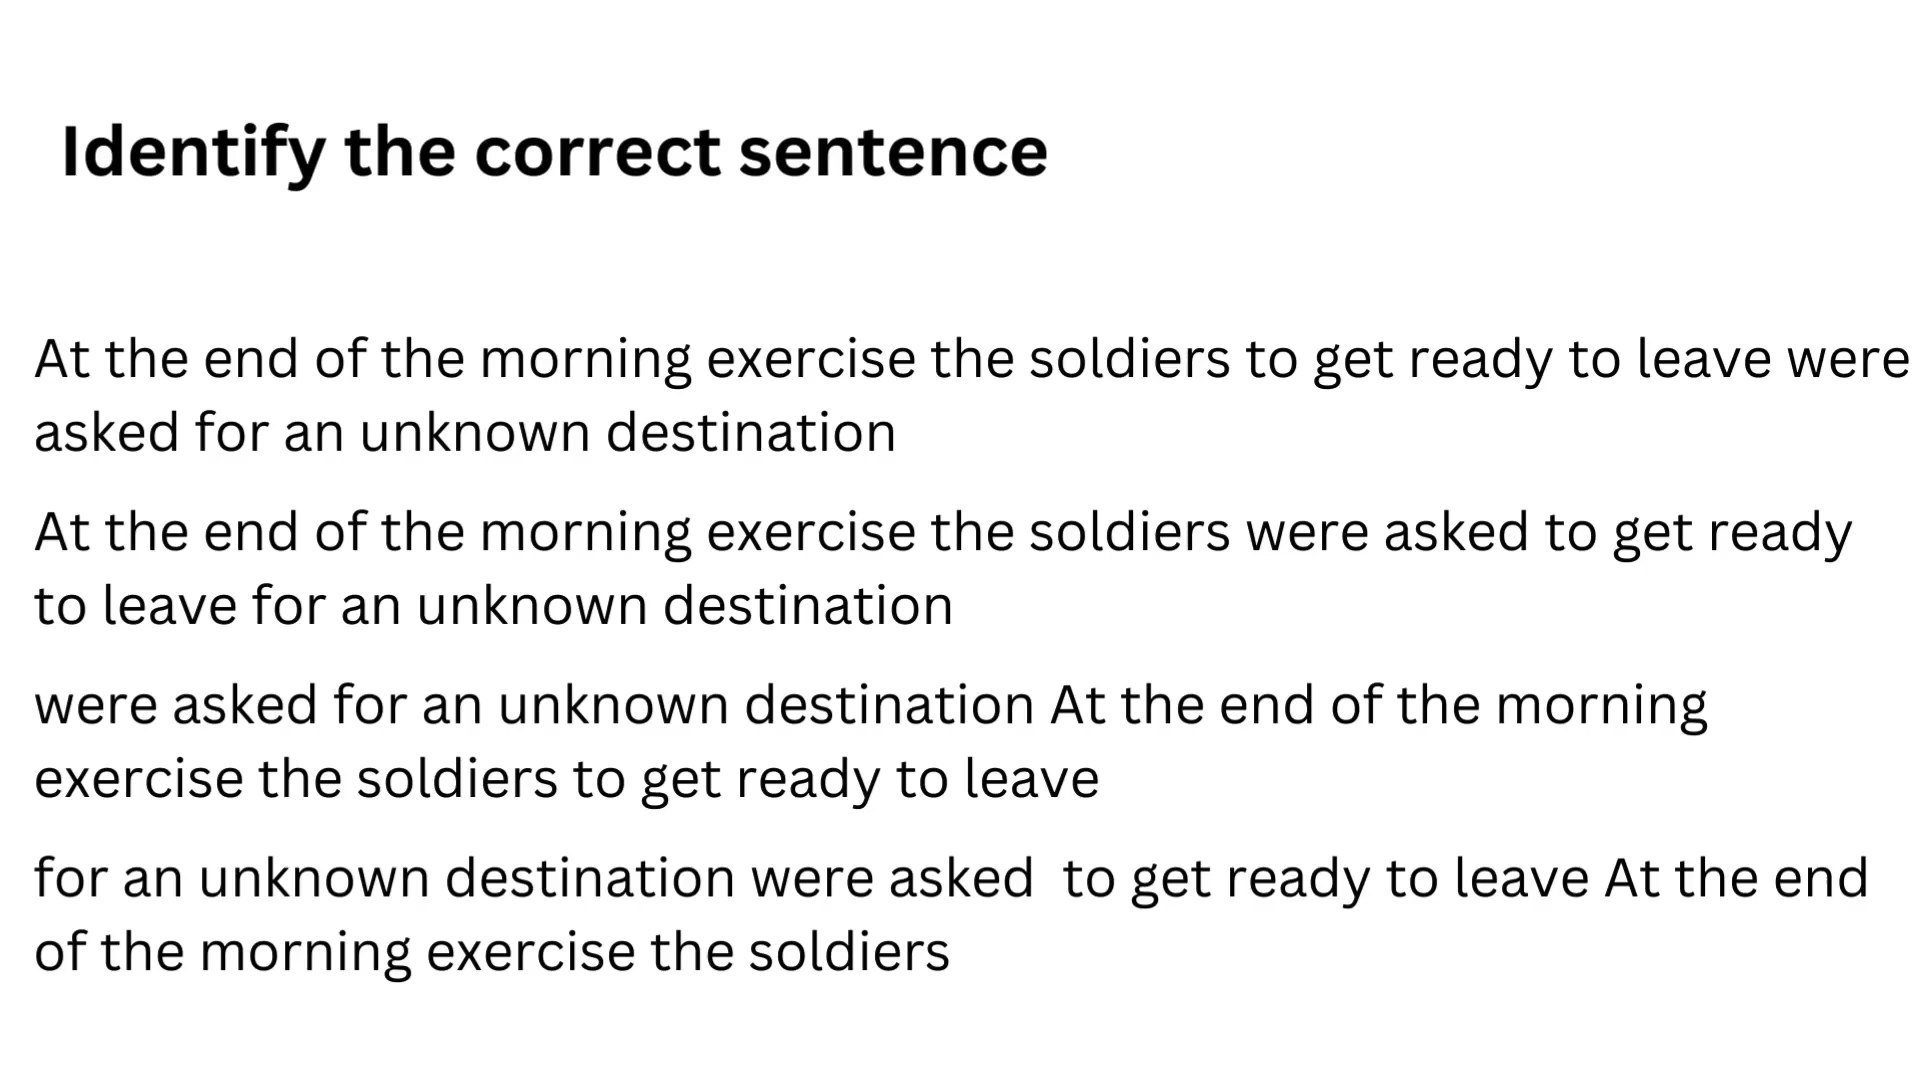 Identify the correct sentence
At the end of the morning exercise the soldiers to get ready to leave were
asked for an unknown destination
At the end of the morning exercise the soldiers were asked to get ready
to leave for an unknown destination
were asked for an unknown destination At the end of the morning
exercise the soldiers to get ready to leave
for an unknown destination were asked  to get ready to leave At the end
of the morning exercise the soldiers